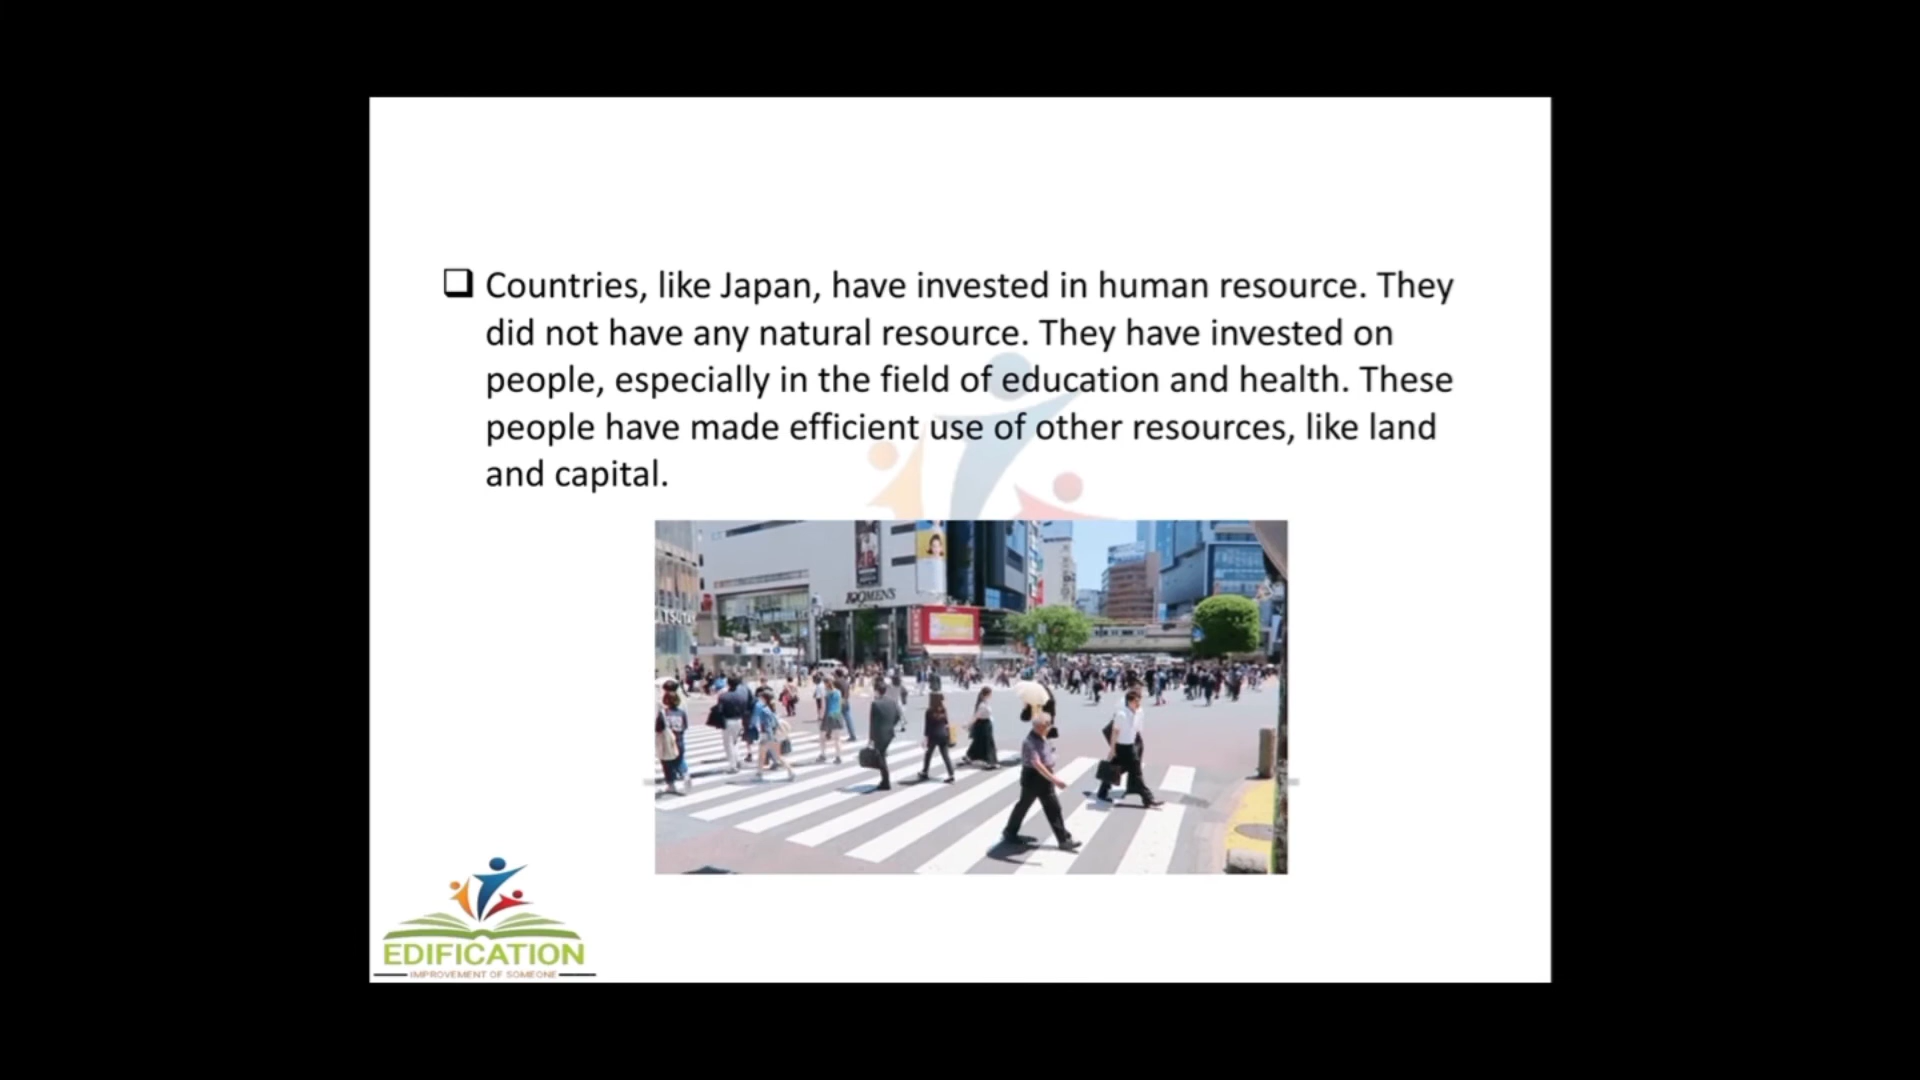 Countries, like Japan, have invested in human resource. They
did not have any natural resource. They have invested on
people, especially in the field of education and health. These
people have made efficient use of other resources, like land
and capital.
EDIFICATION
IMPROVEMENT OF SOMEONE